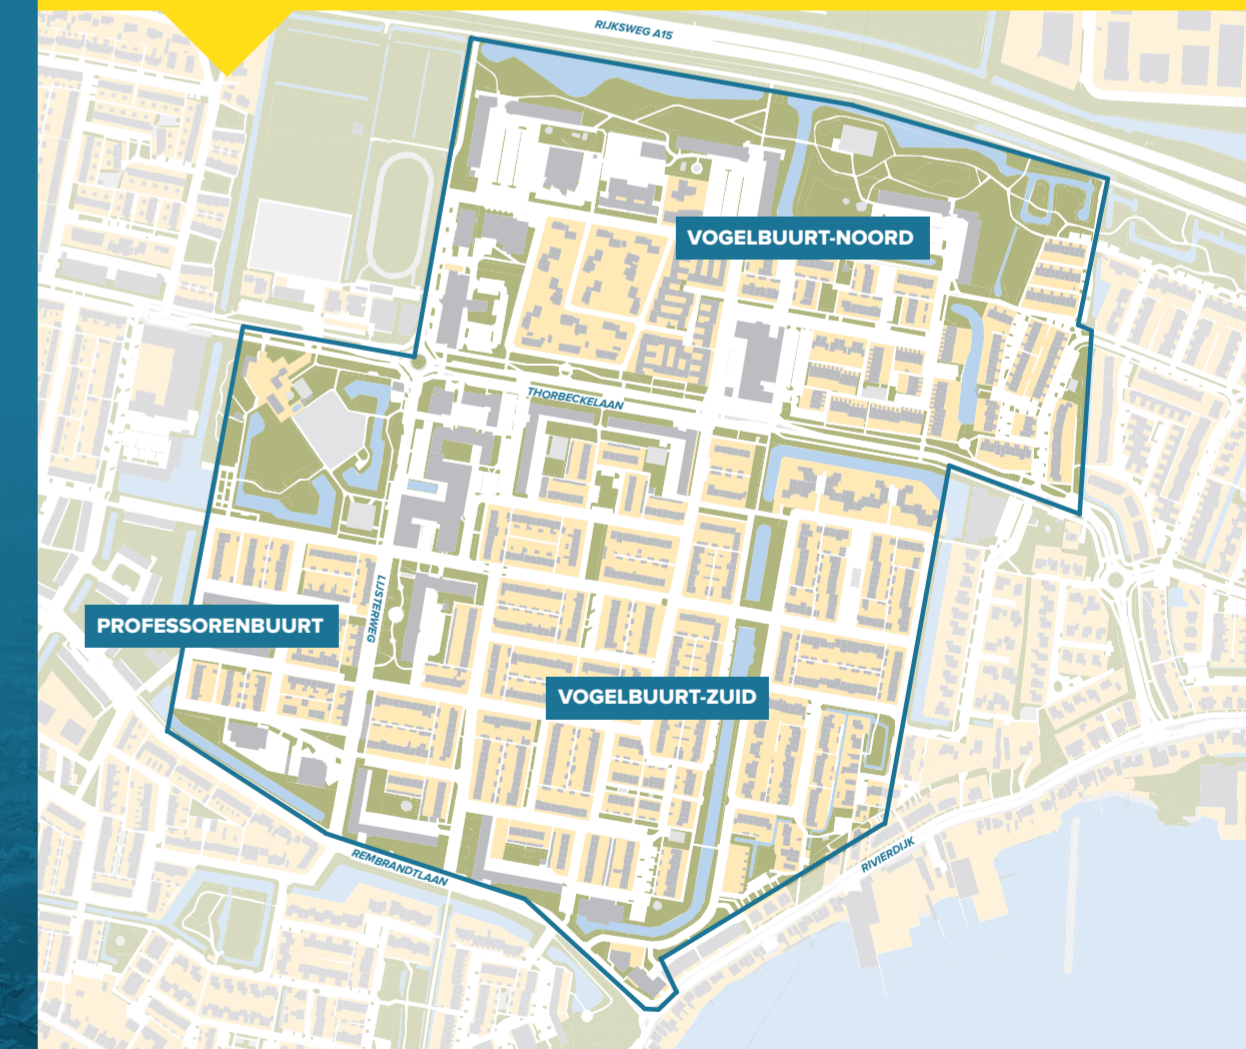 RIJKSWEG A15
VOGELBUURT-NOORD
THORBECKELAAN
LIJSTERWEG
PROFESSORENBUURT
VOGELBUURT-ZUID
REMBRANDTLAAN
RIVIERDIJK